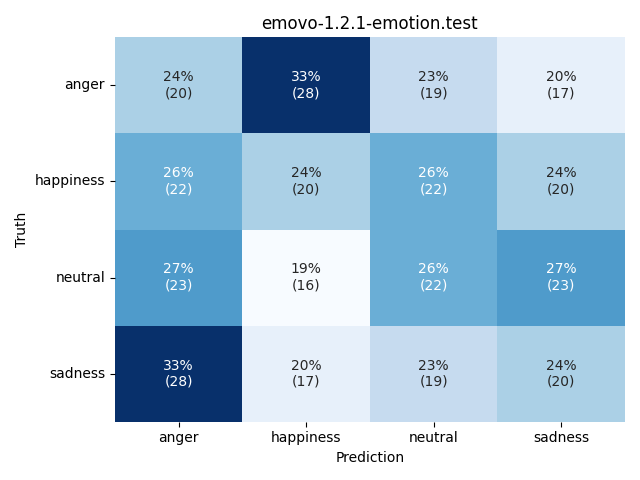 emovo-1.2.1-emotion.test
anger
24% 33% 23% 20%
(20) (28) (19) (17)
happiness
26% 24% 26% 24%
(22) (20) (22) (20)
neutral
27% 19% 26% 27%
(23) (16) (22) (23)
sadness
33% 20% 23% 24%
(28) (17) (19) (20)
Truth
anger happiness neutral sadness
Prediction